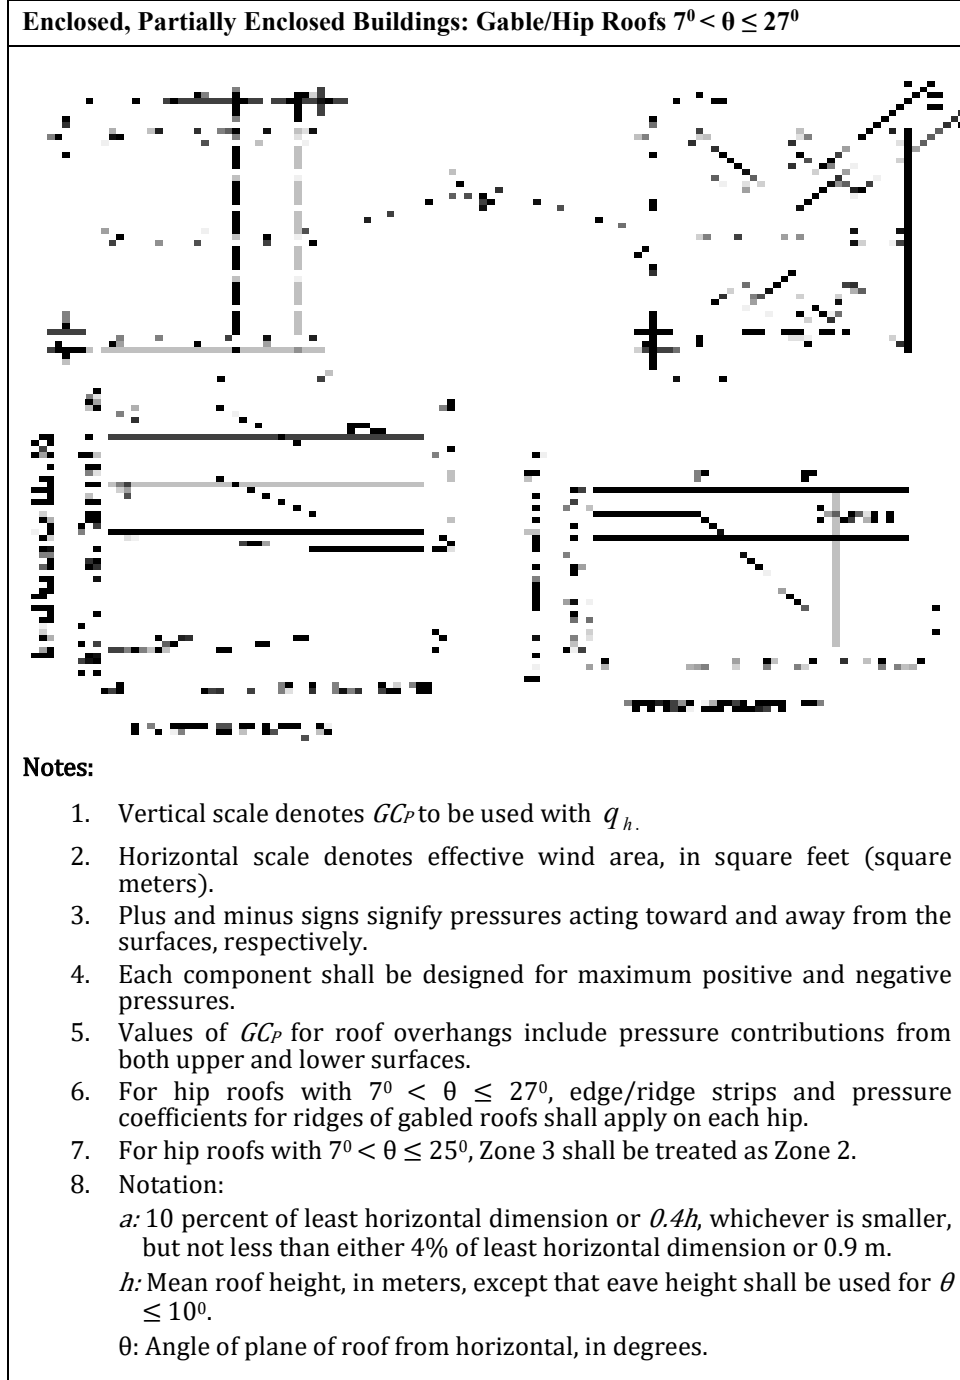 Enclosed, Partially Enclosed Buildings: Gable/Hip Roofs 7⁰ < θ ≤ 27⁰
Notes:
1. Vertical scale denotes GCP to be used with q h.
2. Horizontal scale denotes effective wind area, in square feet (square
meters).
3. Plus and minus signs signify pressures acting toward and away from the
surfaces, respectively.
4. Each component shall be designed for maximum positive and negative
pressures.
5. Values of GCP for roof overhangs include pressure contributions from
both upper and lower surfaces.
6. For hip roofs with 7⁰ < θ ≤ 27⁰, edge/ridge strips and pressure
coefficients for ridges of gabled roofs shall apply on each hip.
7. For hip roofs with 7⁰ < θ ≤ 25⁰, Zone 3 shall be treated as Zone 2.
8. Notation:
a: 10 percent of least horizontal dimension or 0.4h, whichever is smaller,
but not less than either 4% of least horizontal dimension or 0.9 m.
h: Mean roof height, in meters, except that eave height shall be used for θ
≤ 10⁰.
θ: Angle of plane of roof from horizontal, in degrees.